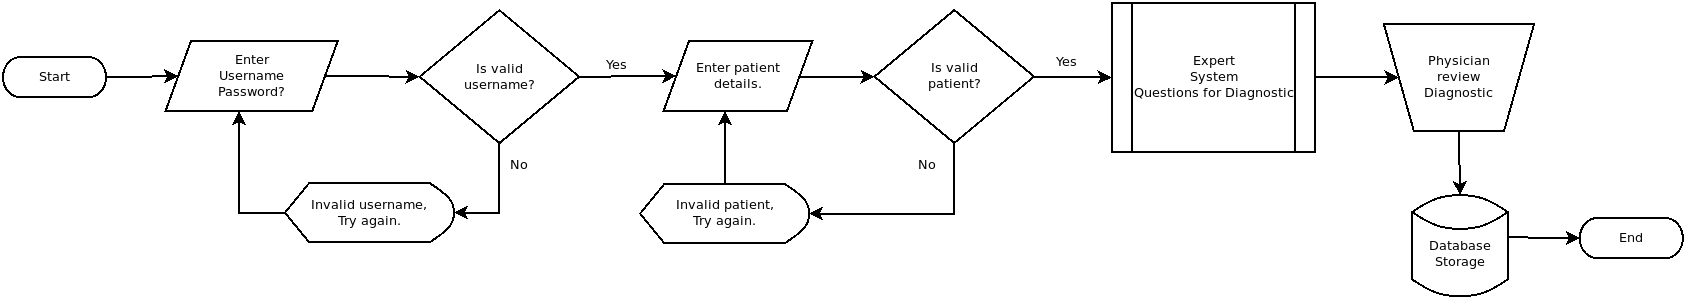 Start
Enter
Username
Password?
Is valid
username?
Yes
No
Invalid username,
Try again.
Enter patient
details.
Is valid
patient?
Yes
No
Invalid patient,
Try again.
Expert
System
Questions for Diagnostic
Physician
review
Diagnostic
Database
Storage
End